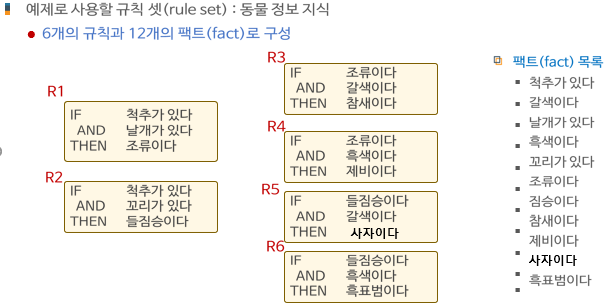 예제로 사용할 규칙 셋(rule set) : 동물 정보 지식
6개의 규칙과 12개의 팩트(fact)로 구성
R1
IF 척추가 있다
AND 날개가 있다
THEN 조류이다
R2
IF 척추가 있다
AND 꼬리가 있다
THEN 들짐승이다
R3
IF 조류이다
AND 갈색이다
THEN 참새이다
R4
IF 조류이다
AND 흑색이다
THEN 제비이다
R5
IF 들짐승이다
AND 갈색이다
THEN 사자이다
R6
IF 들짐승이다
AND 흑색이다
THEN 흑표범이다
팩트(fact) 목록
척추가 있다
갈색이다
날개가 있다
흑색이다
꼬리가 있다
조류이다
짐승이다
참새이다
제비이다
사자이다
흑표범이다